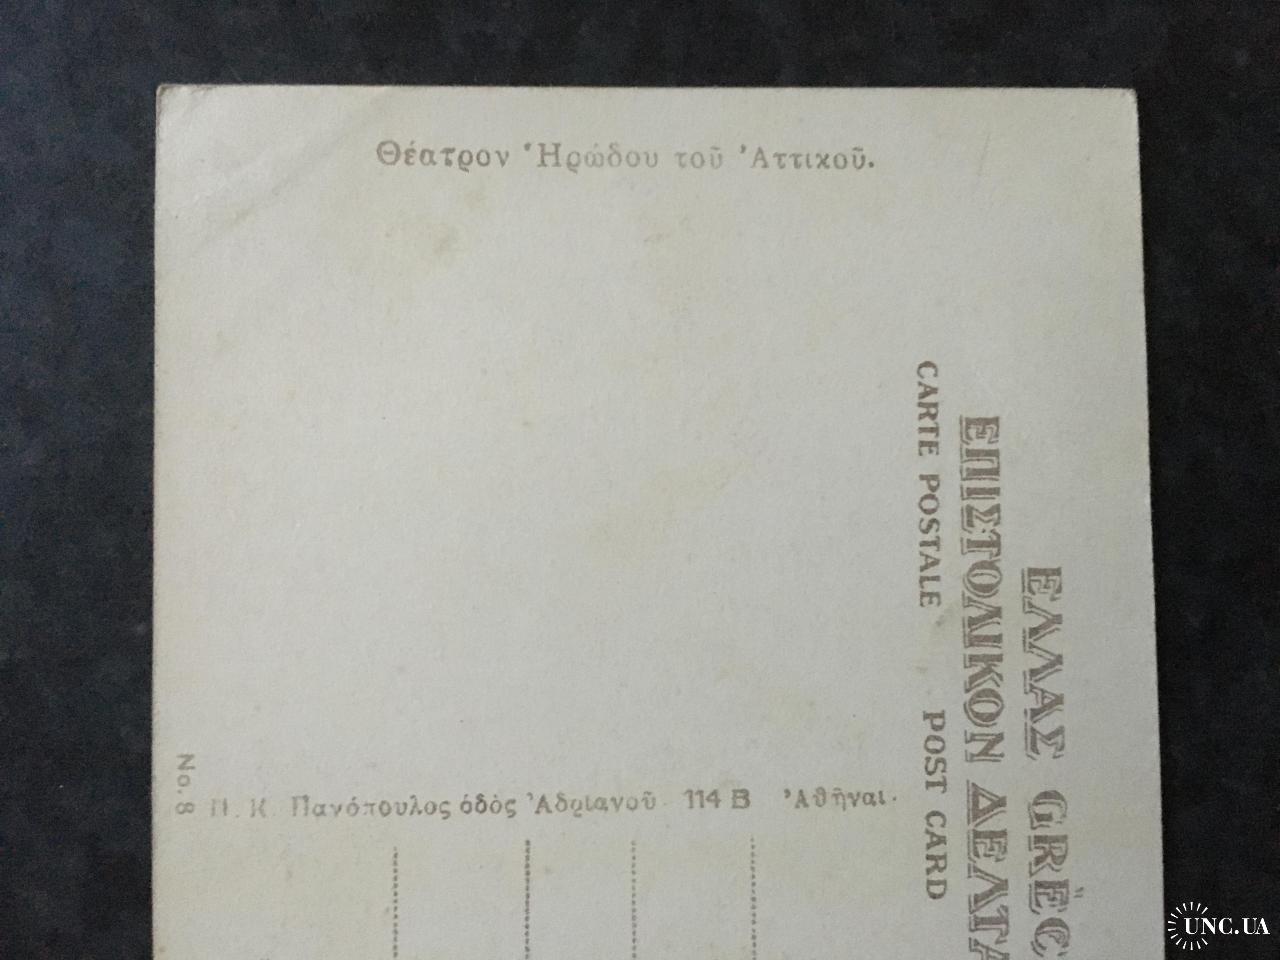 Θέατρον Ἡρώδου τοῦ Ἀττικοῦ.
ΕΛΛΑΣ GRÈC
ΕΠΙΣΤΟΛΙΚΟΝ ΔΕΛΤΑ
CARTE POSTALE POST CARD
Π. Κ. Πανόπουλος ὁδὸς Ἀδριανοῦ 114 Β Ἀθῆναι.
No. 8
UNC.UA